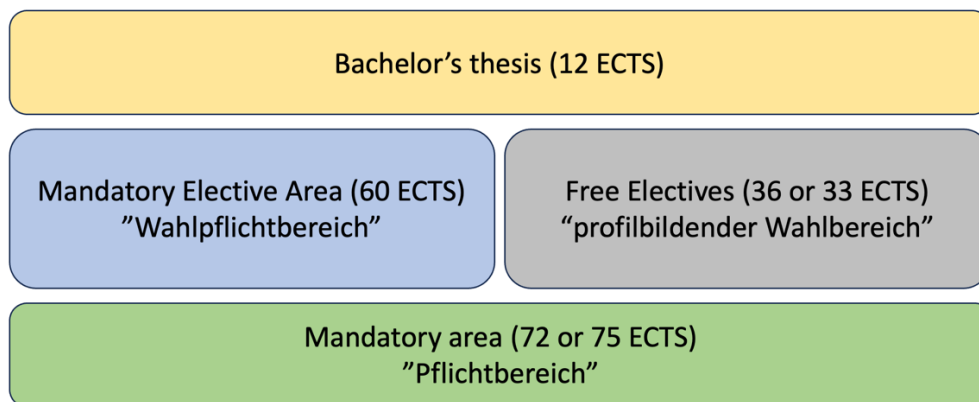 Bachelor’s thesis (12 ECTS)
Mandatory Elective Area (60 ECTS)
”Wahlpflichtbereich”
Free Electives (36 or 33 ECTS)
“profilbildender Wahlbereich”
Mandatory area (72 or 75 ECTS)
”Pflichtbereich”